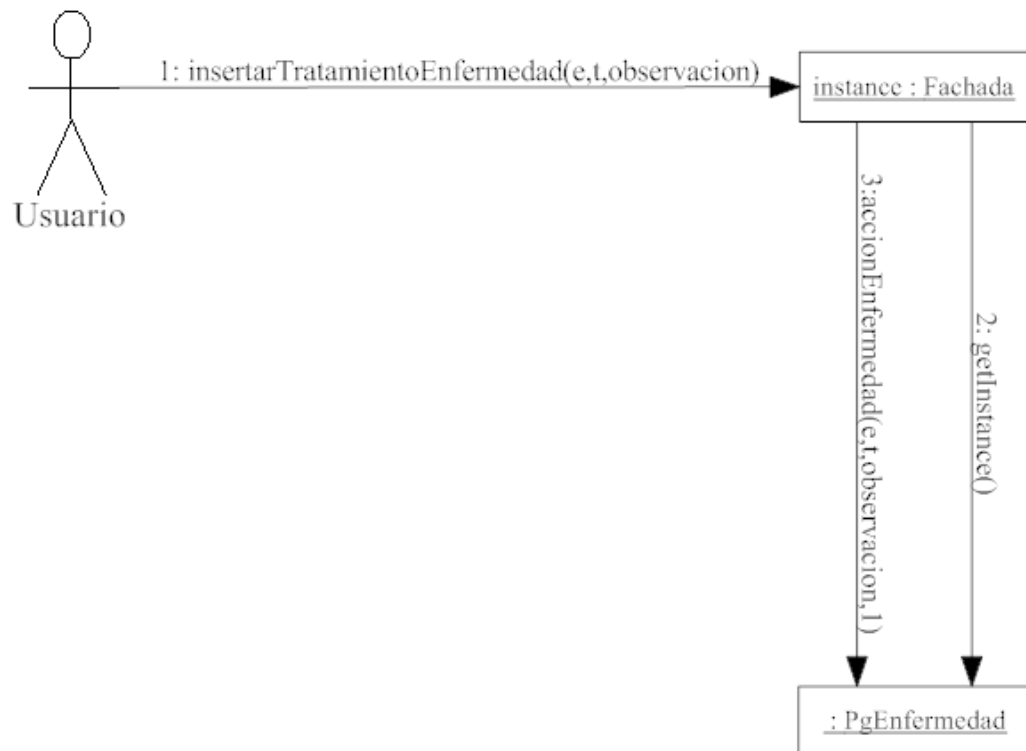 1: insertarTratamientoEnfermedad(e,t,observacion)
instance : Fachada
Usuario
3:accionEnfermedad(e,t,observacion,1)
2: getInstance()
: PgEnfermedad